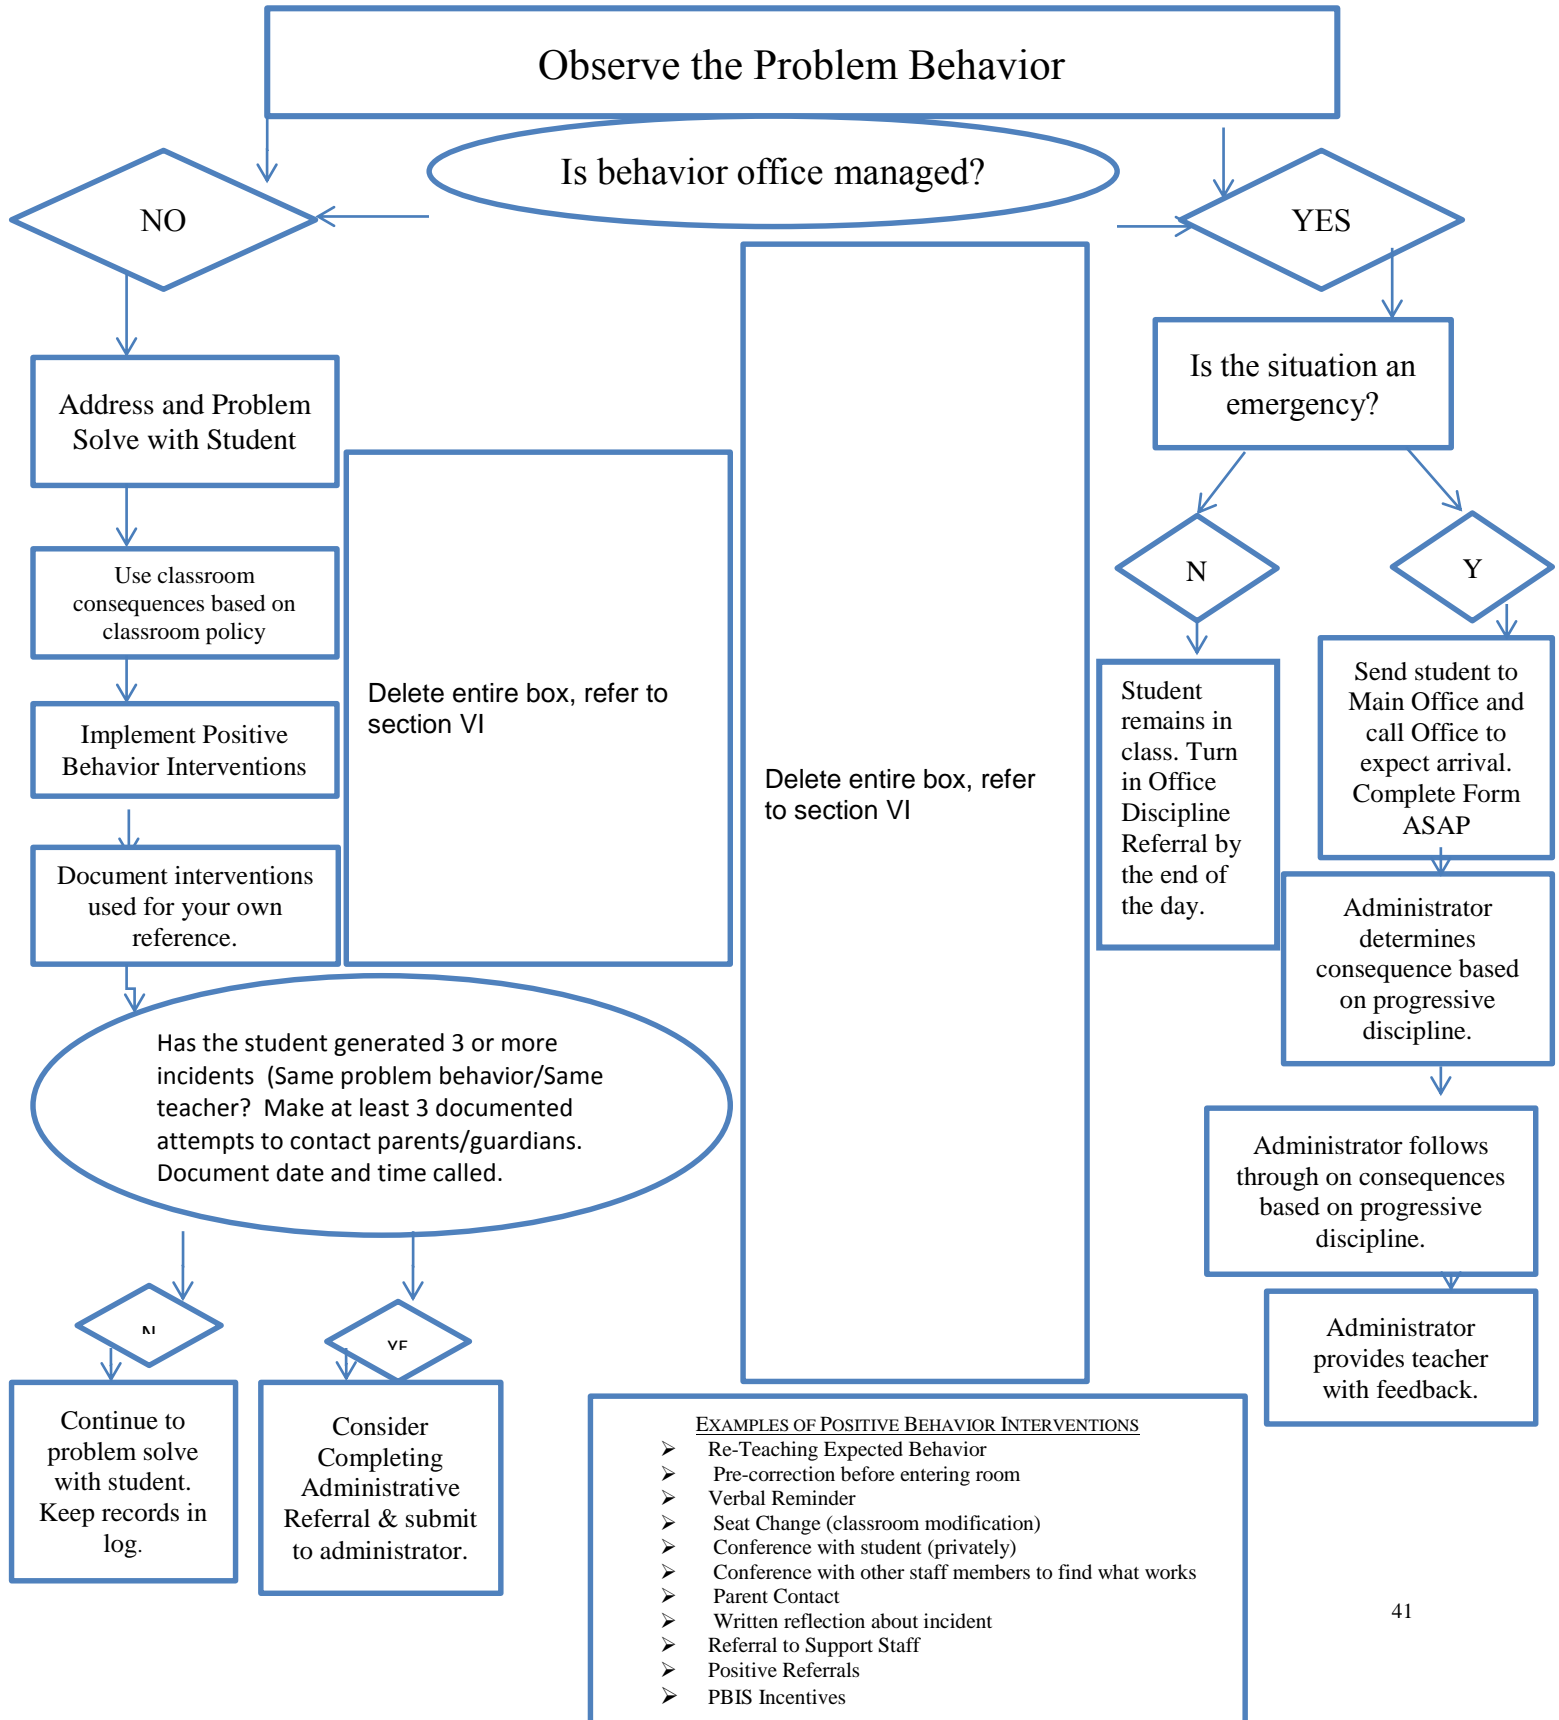 Observe the Problem Behavior
Is behavior office managed?
NO
YES
Address and Problem
Solve with Student
Use classroom
consequences based on
classroom policy
Implement Positive
Behavior Interventions
Document interventions
used for your own
reference.
Delete entire box, refer to
section VI
Delete entire box, refer
to section VI
Is the situation an
emergency?
N
Y
Student
remains in
class. Turn
in Office
Discipline
Referral by
the end of
the day.
Send student to
Main Office and
call Office to
expect arrival.
Complete Form
ASAP
Administrator
determines
consequence based
on progressive
discipline.
Administrator follows
through on consequences
based on progressive
discipline.
Administrator
provides teacher
with feedback.
Has the student generated 3 or more
incidents  (Same problem behavior/Same
teacher?  Make at least 3 documented
attempts to contact parents/guardians.
Document date and time called.
Continue to
problem solve
with student.
Keep records in
log.
Consider
Completing
Administrative
Referral & submit
to administrator.
EXAMPLES OF POSITIVE BEHAVIOR INTERVENTIONS
➢ Re-Teaching Expected Behavior
➢ Pre-correction before entering room
➢ Verbal Reminder
➢ Seat Change (classroom modification)
➢ Conference with student (privately)
➢ Conference with other staff members to find what works
➢ Parent Contact
➢ Written reflection about incident
➢ Referral to Support Staff
➢ Positive Referrals
➢ PBIS Incentives
41